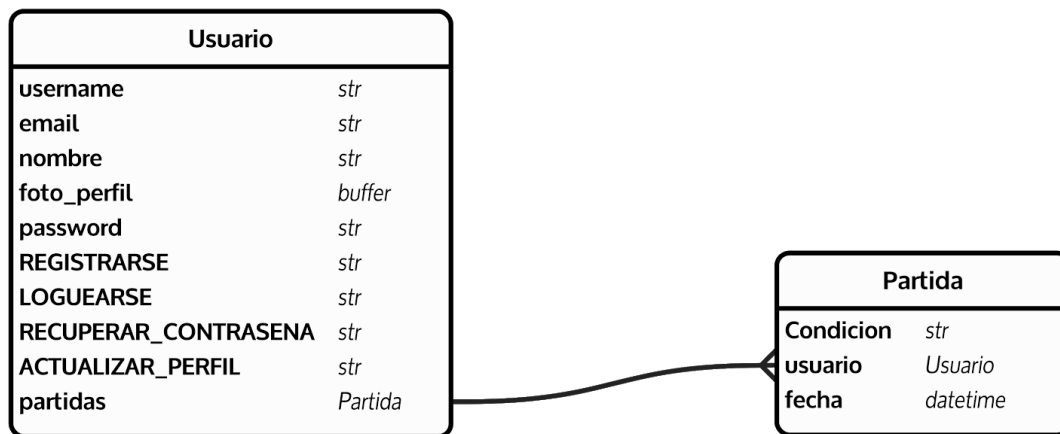 Usuario
username str
email str
nombre str
foto_perfil buffer
password str
REGISTRARSE str
LOGUEARSE str
RECUPERAR_CONTRASENA str
ACTUALIZAR_PERFIL str
partidas Partida
Partida
Condicion str
usuario Usuario
fecha datetime